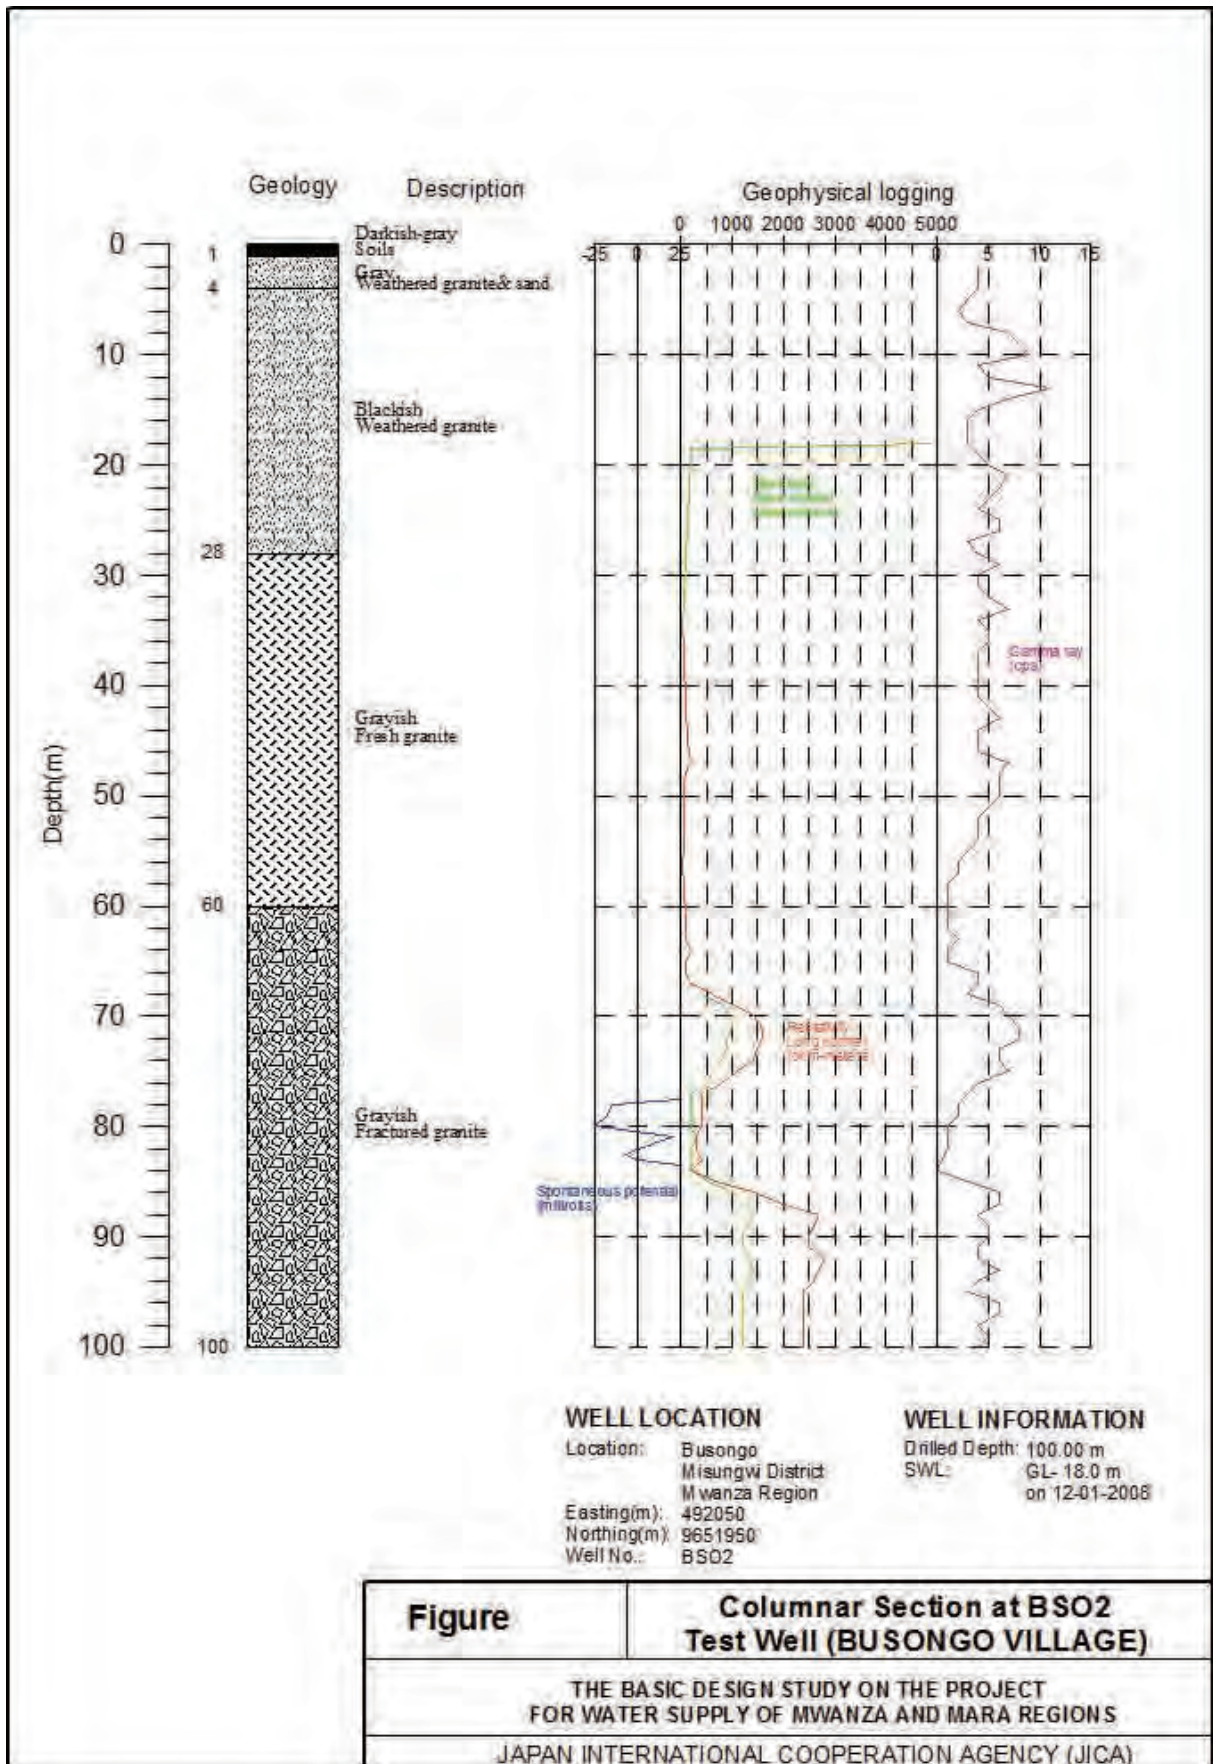 Geology
Description
Geophysical logging
0 1000 2000 3000 4000 5000
-25 0 25 0 5 10 15
0
10
20
30
40
50
60
70
80
90
100
Depth(m)
1
4
28
60
100
Darkish-gray
Soils
Gray
Weathered granite& sand
Blackish
Weathered granite
Grayish
Fresh granite
Grayish
Fractured granite
Gamma ray
(cps)
Resistivity
Spontaneous potential
WELL LOCATION
Location: Busongo
Misungwi District
Mwanza Region
Easting(m): 492050
Northing(m): 9651950
Well No.: BSO2
WELL INFORMATION
Drilled Depth: 100.00 m
SWL: GL- 18.0 m
on 12-01-2006
Figure
Columnar Section at BSO2
Test Well (BUSONGO VILLAGE)
THE BASIC DESIGN STUDY ON THE PROJECT
FOR WATER SUPPLY OF MWANZA AND MARA REGIONS
JAPAN INTERNATIONAL COOPERATION AGENCY (JICA)